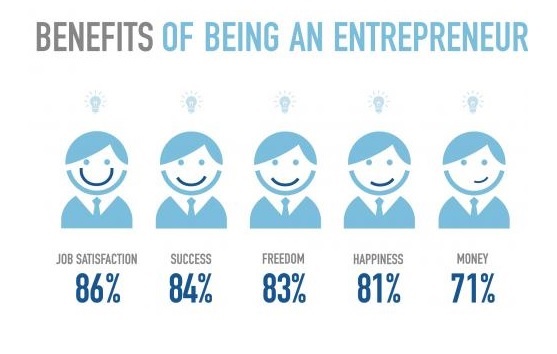 BENEFITS OF BEING AN ENTREPRENEUR
JOB SATISFACTION SUCCESS FREEDOM HAPPINESS MONEY
86% 84% 83% 81% 71%